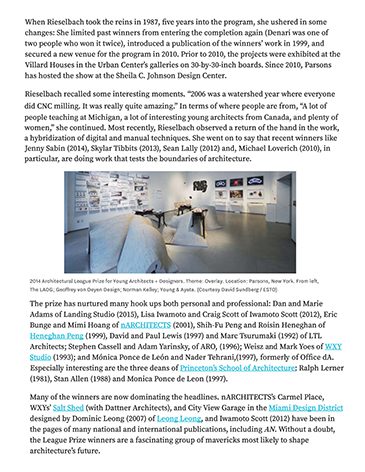 When Rieselbach took the reins in 1987, five years into the program, she ushered in some
changes: She limited past winners from entering the completion again (Denari was one of
two people who won it twice), introduced a publication of the winners' work in 1999, and
secured a new venue for the program in 2010. Prior to 2010, the projects were exhibited at the
Villard Houses in the Urban Center's galleries on 30-by-30-inch boards. Since 2010, Parsons
has hosted the show at the Sheila C. Johnson Design Center.
Rieselbach recalled some interesting moments. "2006 was a watershed year where everyone
did CNC milling. It was really quite amazing." In terms of where people are from, "A lot of
people teaching at Michigan, a lot of interesting young architects from Canada, and plenty of
women," she continued. Most recently, Rieselbach observed a return of the hand in the work,
a hybridization of digital and manual techniques. She went on to say that recent winners like
Jenny Sabin (2014), Skylar Tibbits (2013), Sean Lally (2012) and, Michael Loverich (2010), in
particular, are doing work that tests the boundaries of architecture.
2014 Architectural League Prize for Young Architects + Designers. Theme: Overlay. Location: Parsons, New York. From left,
The LADG; Geoffrey von Oeyen Design; Norman Kelley; Young & Ayata. (Courtesy David Sundberg / ESTO)
The prize has nurtured many hook ups both personal and professional: Dan and Marie
Adams of Landing Studio (2015), Lisa Iwamoto and Craig Scott of Iwamoto Scott (2012), Eric
Bunge and Mimi Hoang of nARCHITECTS (2001), Shih-Fu Peng and Roisin Heneghan of
Heneghan Peng (1999), David and Paul Lewis (1997) and Marc Tsurumaki (1992) of LTL
Architects; Stephen Cassell and Adam Yarinsky, of ARO, (1996); Weisz and Mark Yoes of WXY
Studio (1993); and Mónica Ponce de León and Nader Tehrani,(1997), formerly of Office dA.
Especially interesting are the three deans of Princeton's School of Architecture: Ralph Lerner
(1981), Stan Allen (1988) and Monica Ponce de Leon (1997).
Many of the winners are now dominating the headlines. nARCHITECTS's Carmel Place,
WXYs' Salt Shed (with Dattner Architects), and City View Garage in the Miami Design District
designed by Dominic Leong (2007) of Leong Leong, and Iwamoto Scott (2012) have been in
the pages of many national and international publications, including AN. Without a doubt,
the League Prize winners are a fascinating group of mavericks most likely to shape
architecture's future.